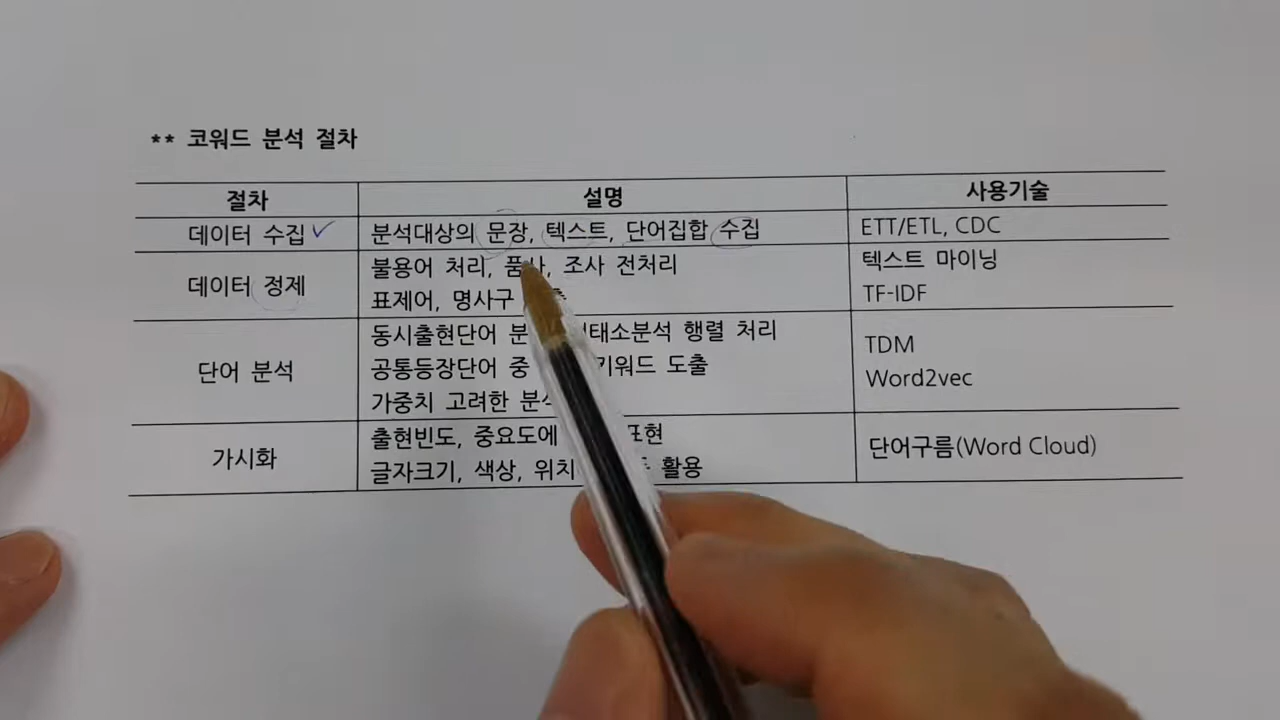 ** 코워드 분석 절차
절차 설명 사용기술
데이터 수집 분석대상의 문장, 텍스트, 단어집합 수집 ETT/ETL, CDC
데이터 정제 불용어 처리, 품사, 조사 전처리 텍스트 마이닝
표제어, 명사구 TF-IDF
단어 분석 동시출현단어 행렬 처리 TDM
공통등장단어 중 키워드 도출 Word2vec
가중치 고려한
가시화 출현빈도, 중요도에 표현 단어구름(Word Cloud)
글자크기, 색상, 위치 활용